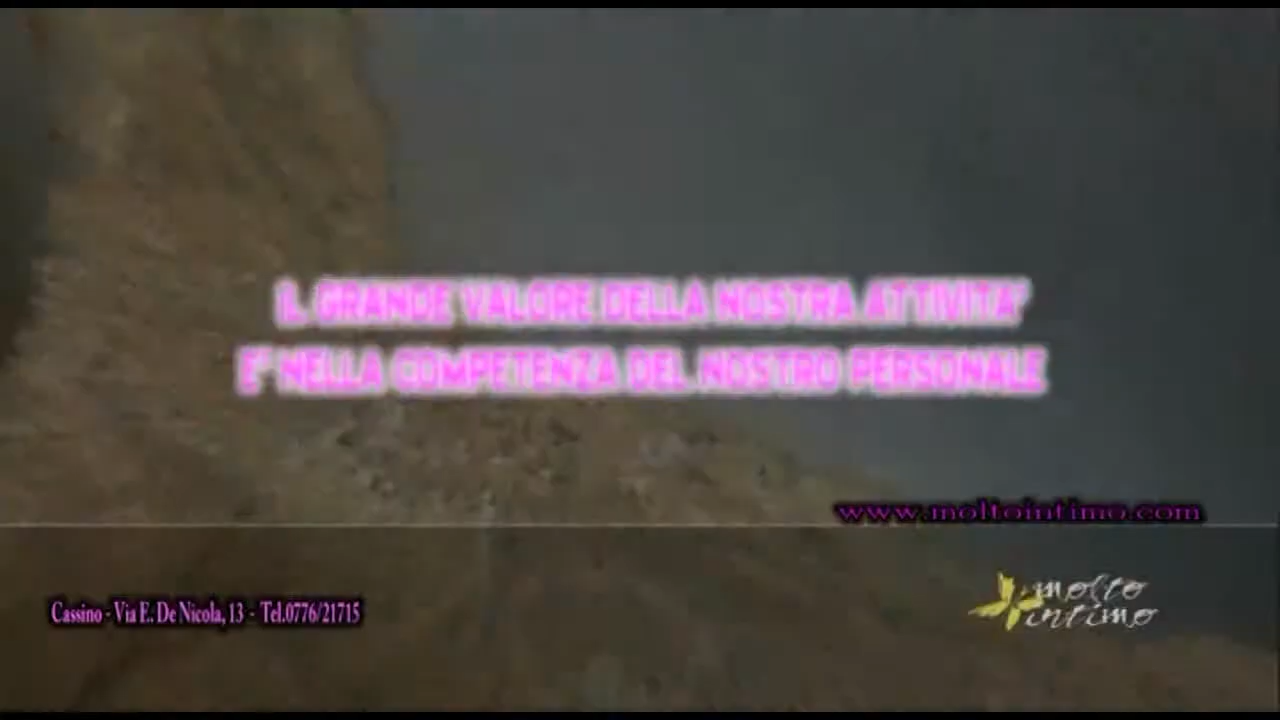 IL GRANDE VALORE DELLA NOSTRA ATTIVITA'
E' NELLA COMPETENZA DEL NOSTRO PERSONALE
www.moltointimo.com
Cassino - Via E. De Nicola, 13 - Tel.0776/21715
molto
intimo